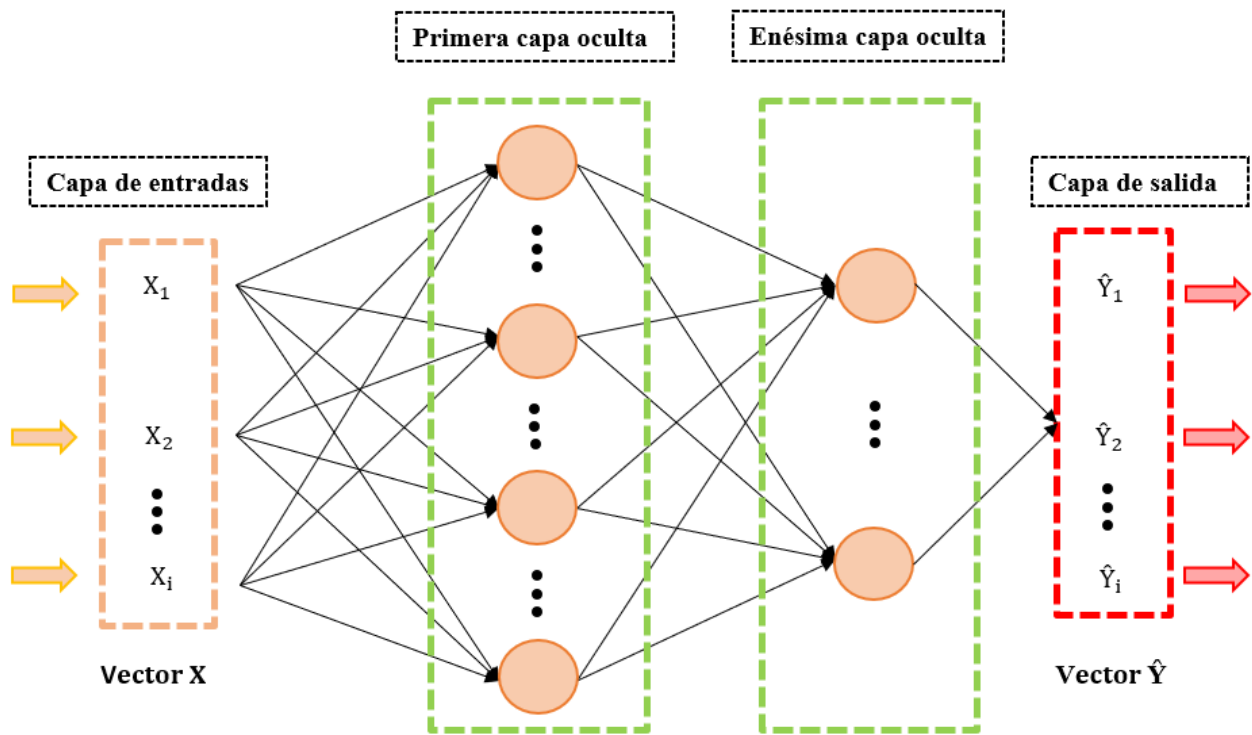 Primera capa oculta
Enésima capa oculta
Capa de entradas
Capa de salida
X₁
X₂
Xᵢ
Vector X
Ŷ₁
Ŷ₂
Ŷᵢ
Vector Ŷ